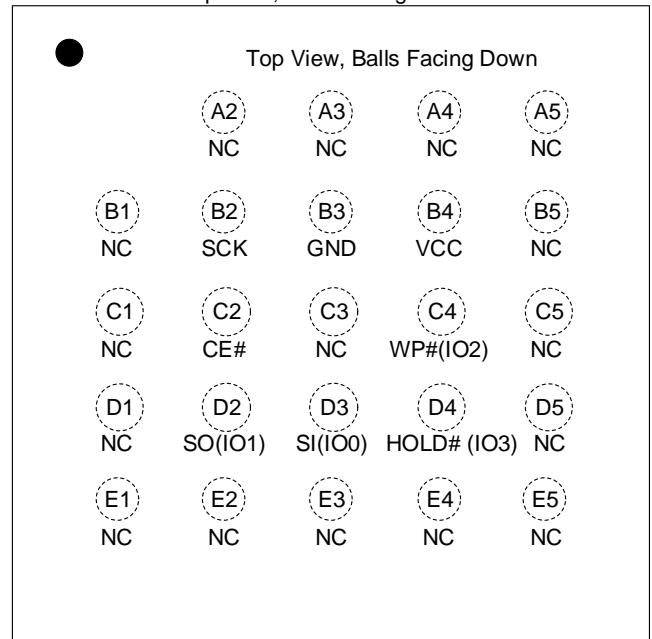 Top View, Balls Facing Down
A2 A3 A4 A5
NC NC NC NC
B1 B2 B3 B4 B5
NC SCK GND VCC NC
C1 C2 C3 C4 C5
NC CE# NC WP#(IO2) NC
D1 D2 D3 D4 D5
NC SO(IO1) SI(IO0) HOLD# (IO3) NC
E1 E2 E3 E4 E5
NC NC NC NC NC